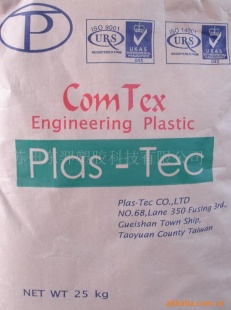 P
ISO 9001
URS
UKAS
ISO 1400
URS
UKAS
ComTex
Engineering Plastic
Plas-Tec
Plas-Tec CO.,LTD
NO.68,Lane 350 Fusing 3rd.,
Gueishan Town Ship,
Taoyuan County Taiwan
NET WT 25 kg